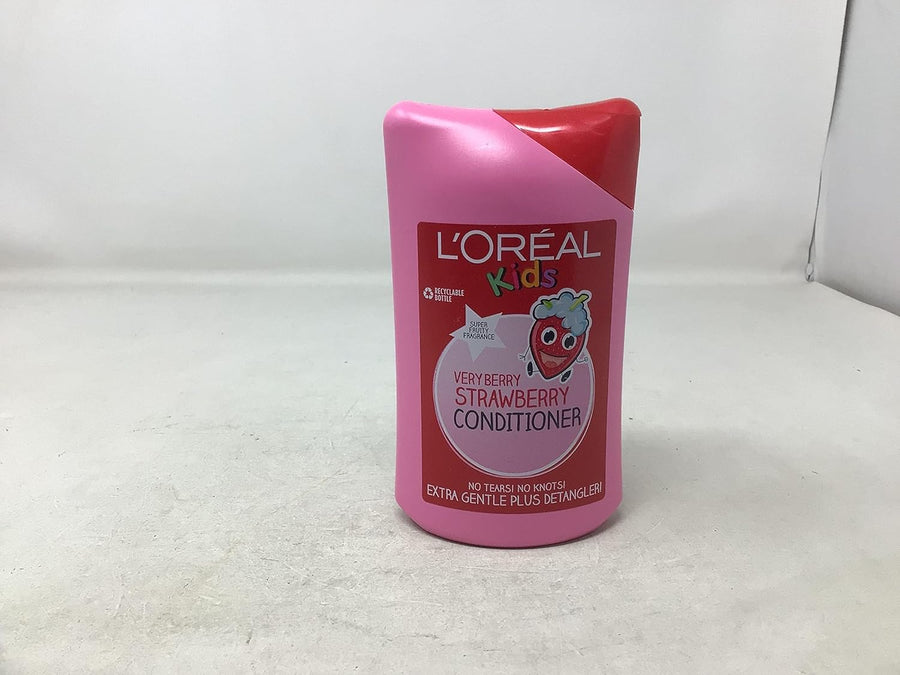 L'ORÉAL
Kids
RECYCLABLE
BOTTLE
SUPER
FRUITY
FRAGRANCE
VERY BERRY
STRAWBERRY
CONDITIONER
NO TEARS! NO KNOTS!
EXTRA GENTLE PLUS DETANGLER!